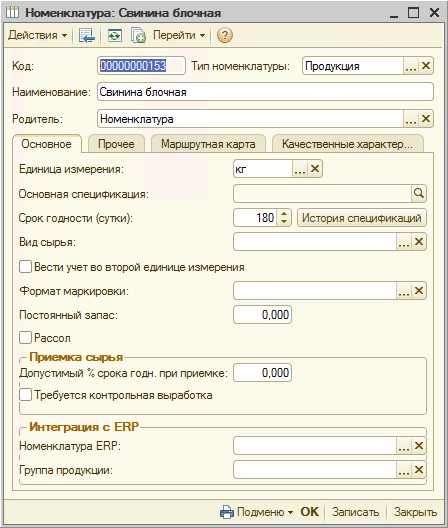 Номенклатура: Свинина блочная
Действия Перейти ?
Код: 00000000153 Тип номенклатуры: Продукция ... ×
Наименование: Свинина блочная
Родитель: Номенклатура ... ×
Основное Прочее Маршрутная карта Качественные характер...
Единица измерения: кг ... ×
Основная спецификация:
Срок годности (сутки): 180 История спецификаций
Вид сырья: ... ×
Вести учет во второй единице измерения
Формат маркировки: ... ×
Постоянный запас: 0,000
Рассол
Приемка сырья
Допустимый % срока годн. при приемке: 0,000
Требуется контрольная выработка
Интеграция с ERP
Номенклатура ERP: ... ×
Группа продукции: ... ×
Подменю OK Записать Закрыть